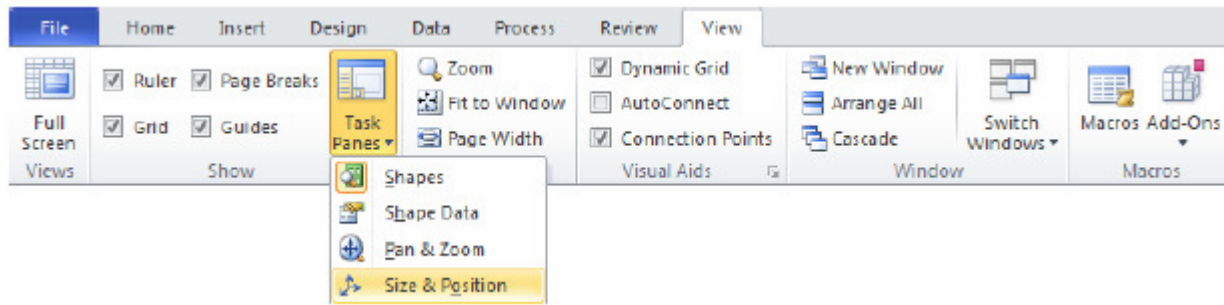 File Home Insert Design Data Process Review View
Ruler Page Breaks Zoom Dynamic Grid New Window
Fit to Window AutoConnect Arrange All
Full Screen Grid Guides Task Panes Page Width Connection Points Cascade Switch Windows Macros Add-Ons
Views Show Visual Aids Window Macros
Shapes
Shape Data
Pan & Zoom
Size & Position